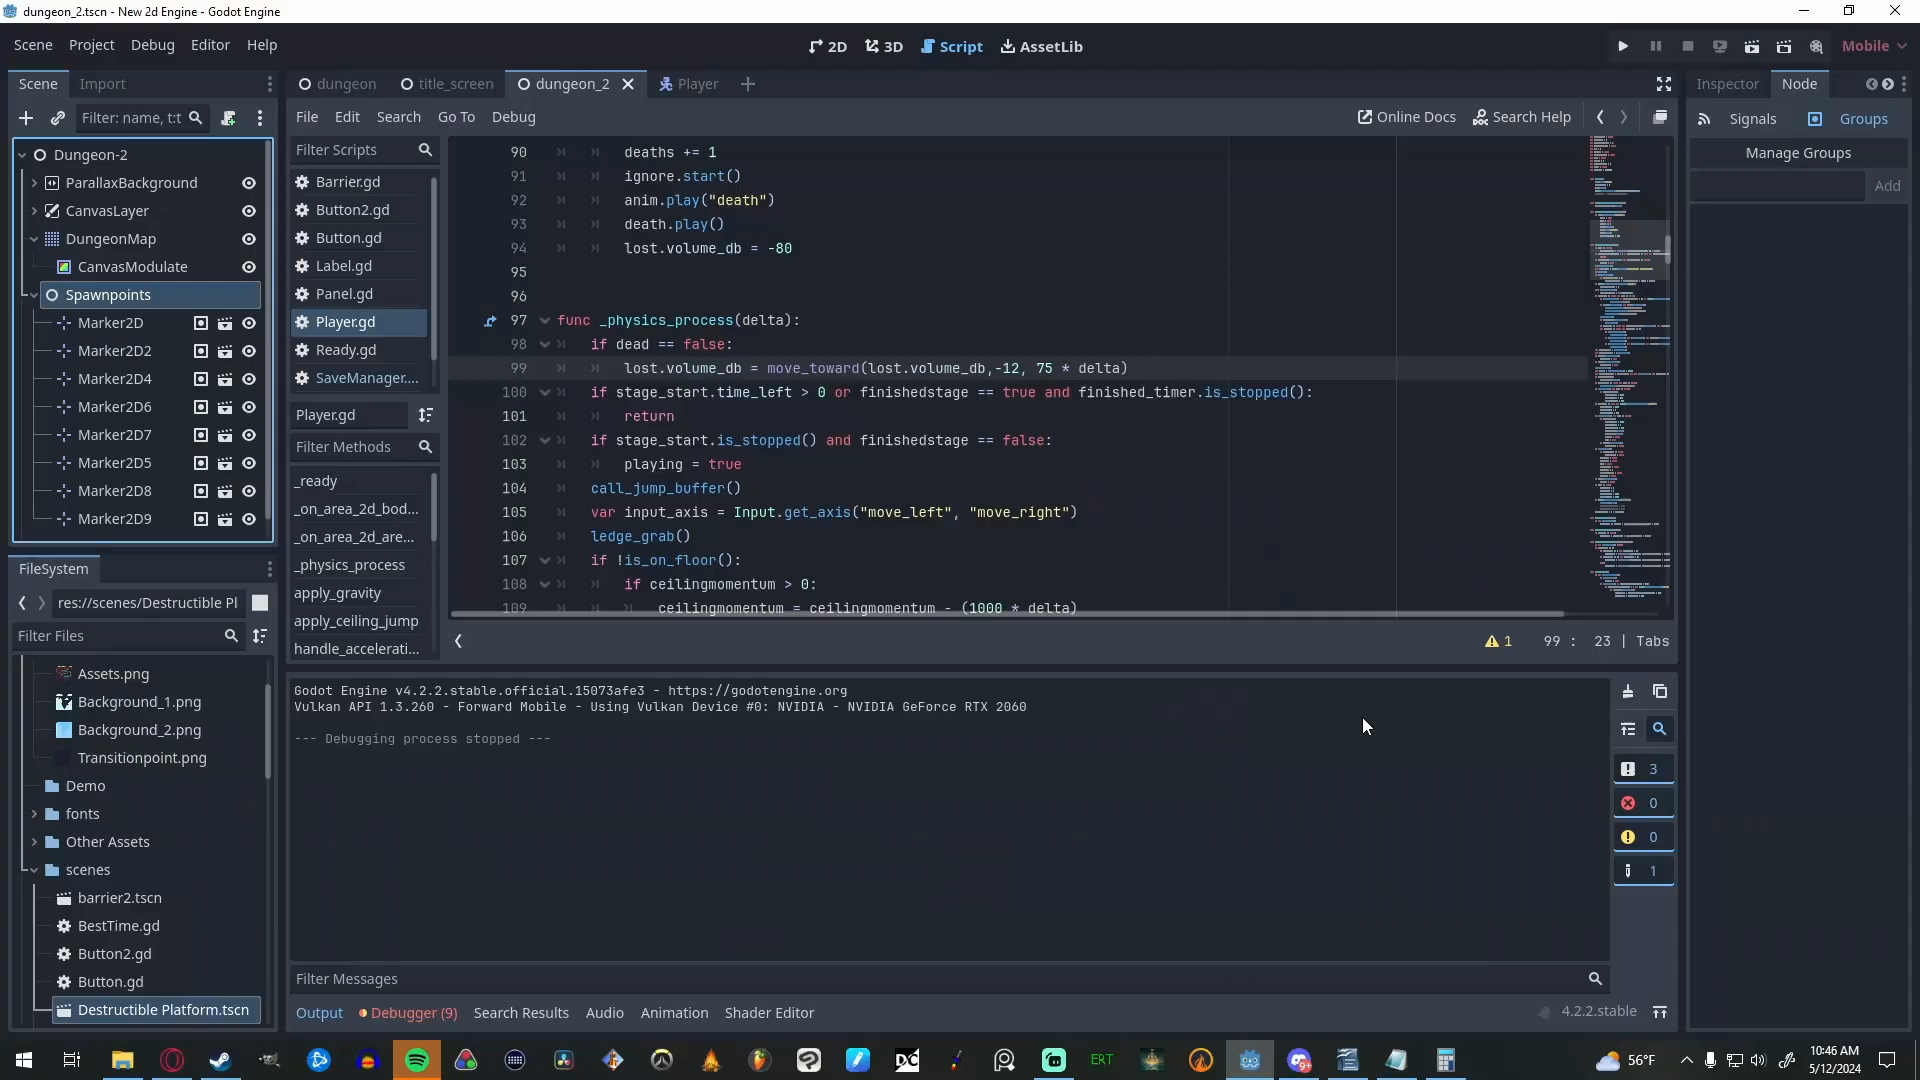 dungeon_2.tscn - New 2d Engine - Godot Engine
Scene Project Debug Editor Help
2D 3D Script AssetLib
Mobile
Scene Import
dungeon title_screen dungeon_2 Player
Inspector Node
Filter: name, t:t
File Edit Search Go To Debug
Online Docs Search Help
Signals Groups
Manage Groups
Add
Dungeon-2
ParallaxBackground
CanvasLayer
DungeonMap
CanvasModulate
Spawnpoints
Marker2D
Marker2D2
Marker2D4
Marker2D6
Marker2D7
Marker2D5
Marker2D8
Marker2D9
Filter Scripts
Barrier.gd
Button2.gd
Button.gd
Label.gd
Panel.gd
Player.gd
Ready.gd
SaveManager....
Player.gd
Filter Methods
_ready
_on_area_2d_bod...
_on_area_2d_are...
_physics_process
apply_gravity
apply_ceiling_jump
handle_accelerati...
90 deaths += 1
91 ignore.start()
92 anim.play("death")
93 death.play()
94 lost.volume_db = -80
95
96
97 func _physics_process(delta):
98 if dead == false:
99 lost.volume_db = move_toward(lost.volume_db,-12, 75 * delta)
100 if stage_start.time_left > 0 or finishedstage == true and finished_timer.is_stopped():
101 return
102 if stage_start.is_stopped() and finishedstage == false:
103 playing = true
104 call_jump_buffer()
105 var input_axis = Input.get_axis("move_left", "move_right")
106 ledge_grab()
107 if !is_on_floor():
108 if ceilingmomentum > 0:
109 ceilingmomentum = ceilingmomentum - (1000 * delta)
1 99 : 23 | Tabs
FileSystem
res://scenes/Destructible Pl
Filter Files
Assets.png
Background_1.png
Background_2.png
Transitionpoint.png
Demo
fonts
Other Assets
scenes
barrier2.tscn
BestTime.gd
Button2.gd
Button.gd
Destructible Platform.tscn
Godot Engine v4.2.2.stable.official.15073afe3 - https://godotengine.org
Vulkan API 1.3.260 - Forward Mobile - Using Vulkan Device #0: NVIDIA - NVIDIA GeForce RTX 2060
--- Debugging process stopped ---
3
0
0
1
Filter Messages
Output Debugger (9) Search Results Audio Animation Shader Editor
4.2.2.stable
DC
ERT
56°F
10:46 AM
5/12/2024